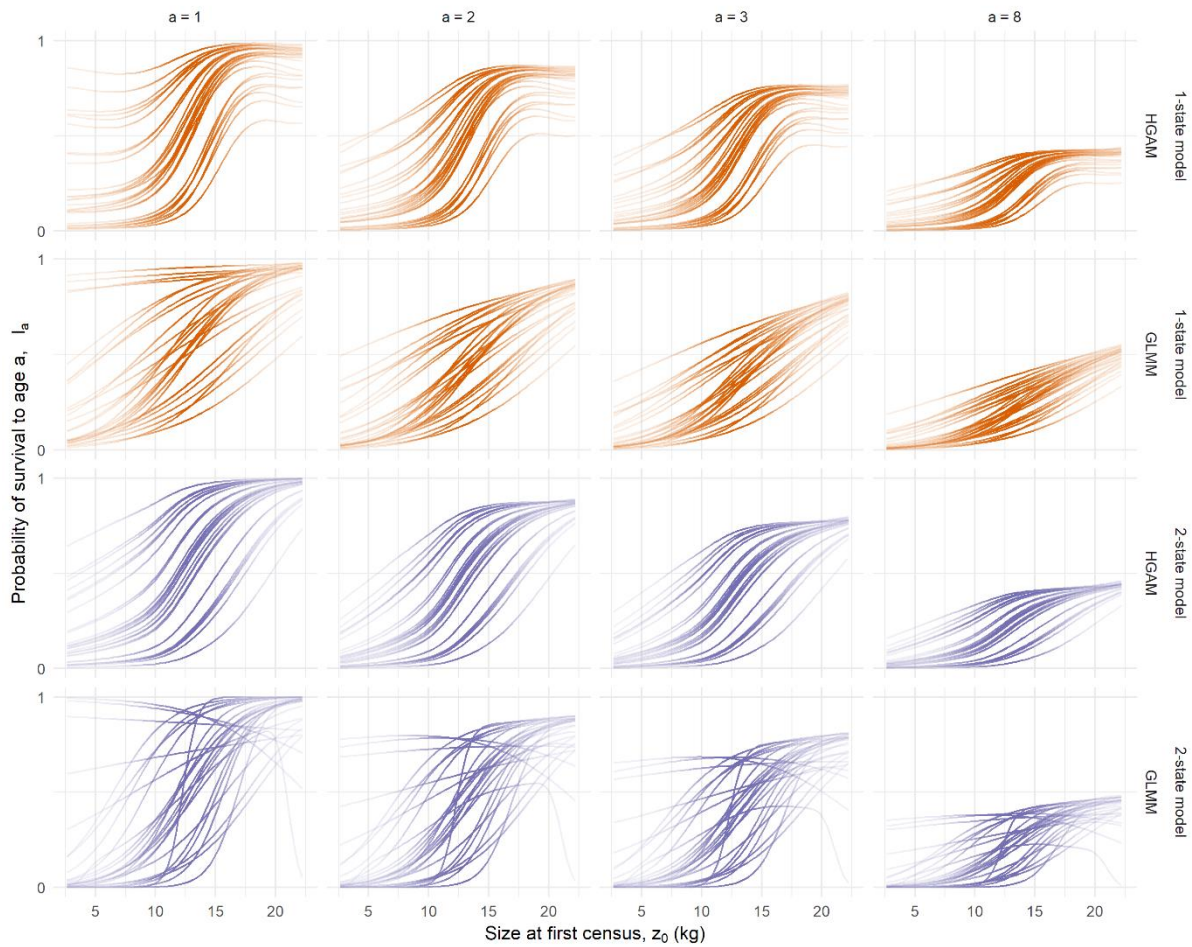 a = 1
a = 2
a = 3
a = 8
1
0
1-state model
HGAM
1
0
1-state model
GLMM
1
0
2-state model
HGAM
1
0
2-state model
GLMM
Probability of survival to age a, l_a
5 10 15 20 5 10 15 20 5 10 15 20 5 10 15 20
Size at first census, z₀ (kg)